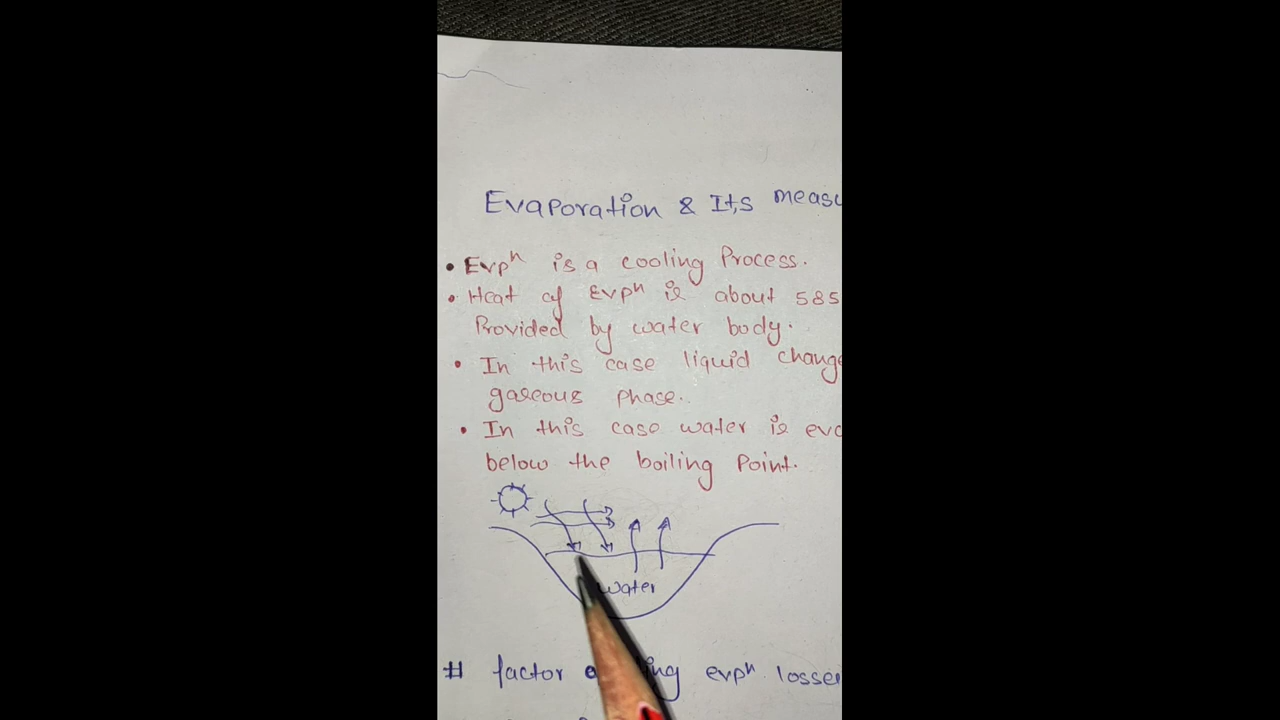 Evaporation & Its measu
• Evpⁿ is a cooling Process.
• Heat of Evpⁿ is about 585
Provided by water body.
• In this case liquid change
gaseous phase.
• In this case water is eva
below the boiling Point.
water
# factor evpⁿ losses